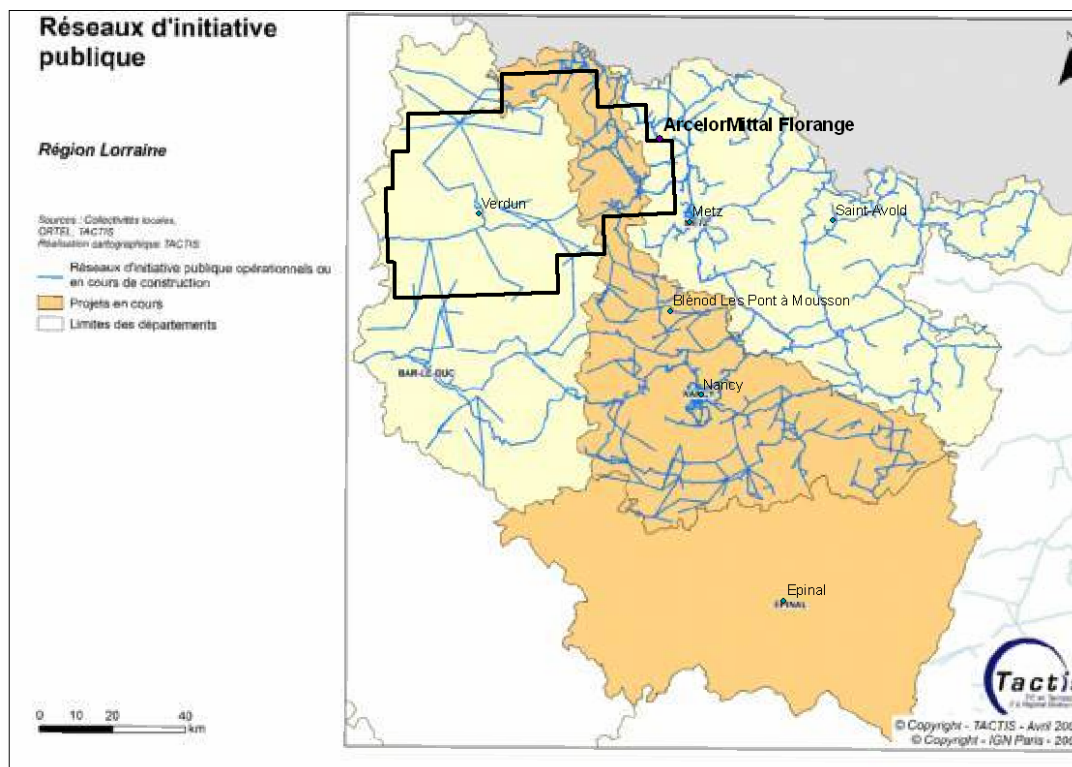 Réseaux d'initiative
publique
Région Lorraine
Sources : Collectivités locales,
ORTEL, TACTIS
Réalisation cartographique: TACTIS
Réseaux d'initiative publique opérationnels ou
en cours de construction
Projets en cours
Limites des départements
0 10 20 40
km
N
ArcelorMittal Florange
Verdun
Metz
Saint-Avold
Blénod Les Pont à Mousson
BAR-LE-DUC
Nancy
Epinal
EPINAL
Tactis
© Copyright - TACTIS - Avril 200
© Copyright - IGN Paris - 200